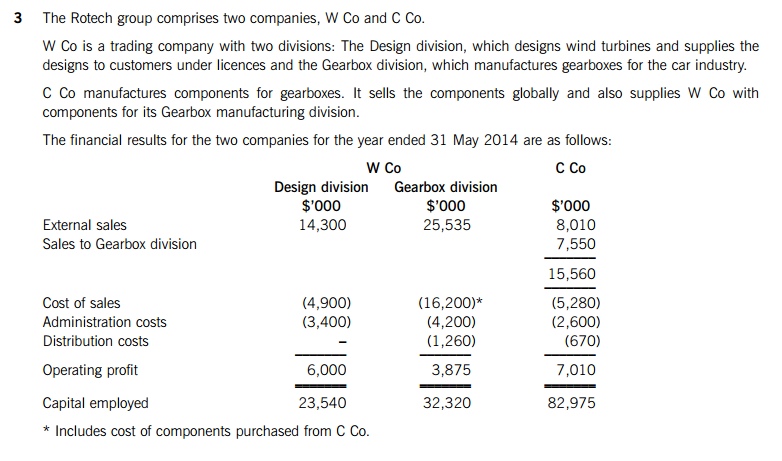 3 The Rotech group comprises two companies, W Co and C Co.
W Co is a trading company with two divisions: The Design division, which designs wind turbines and supplies the
designs to customers under licences and the Gearbox division, which manufactures gearboxes for the car industry.
C Co manufactures components for gearboxes. It sells the components globally and also supplies W Co with
components for its Gearbox manufacturing division.
The financial results for the two companies for the year ended 31 May 2014 are as follows:
W Co C Co
Design division Gearbox division
$'000 $'000 $'000
External sales 14,300 25,535 8,010
Sales to Gearbox division 7,550
15,560
Cost of sales (4,900) (16,200)* (5,280)
Administration costs (3,400) (4,200) (2,600)
Distribution costs – (1,260) (670)
Operating profit 6,000 3,875 7,010
Capital employed 23,540 32,320 82,975
* Includes cost of components purchased from C Co.